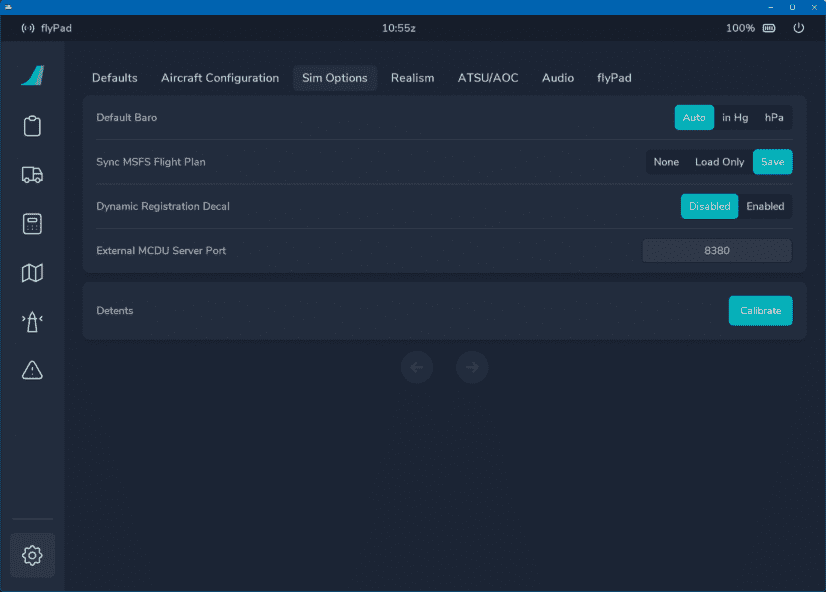 flyPad 10:55z 100%
Defaults Aircraft Configuration Sim Options Realism ATSU/AOC Audio flyPad
Default Baro Auto in Hg hPa
Sync MSFS Flight Plan None Load Only Save
Dynamic Registration Decal Disabled Enabled
External MCDU Server Port 8380
Detents Calibrate